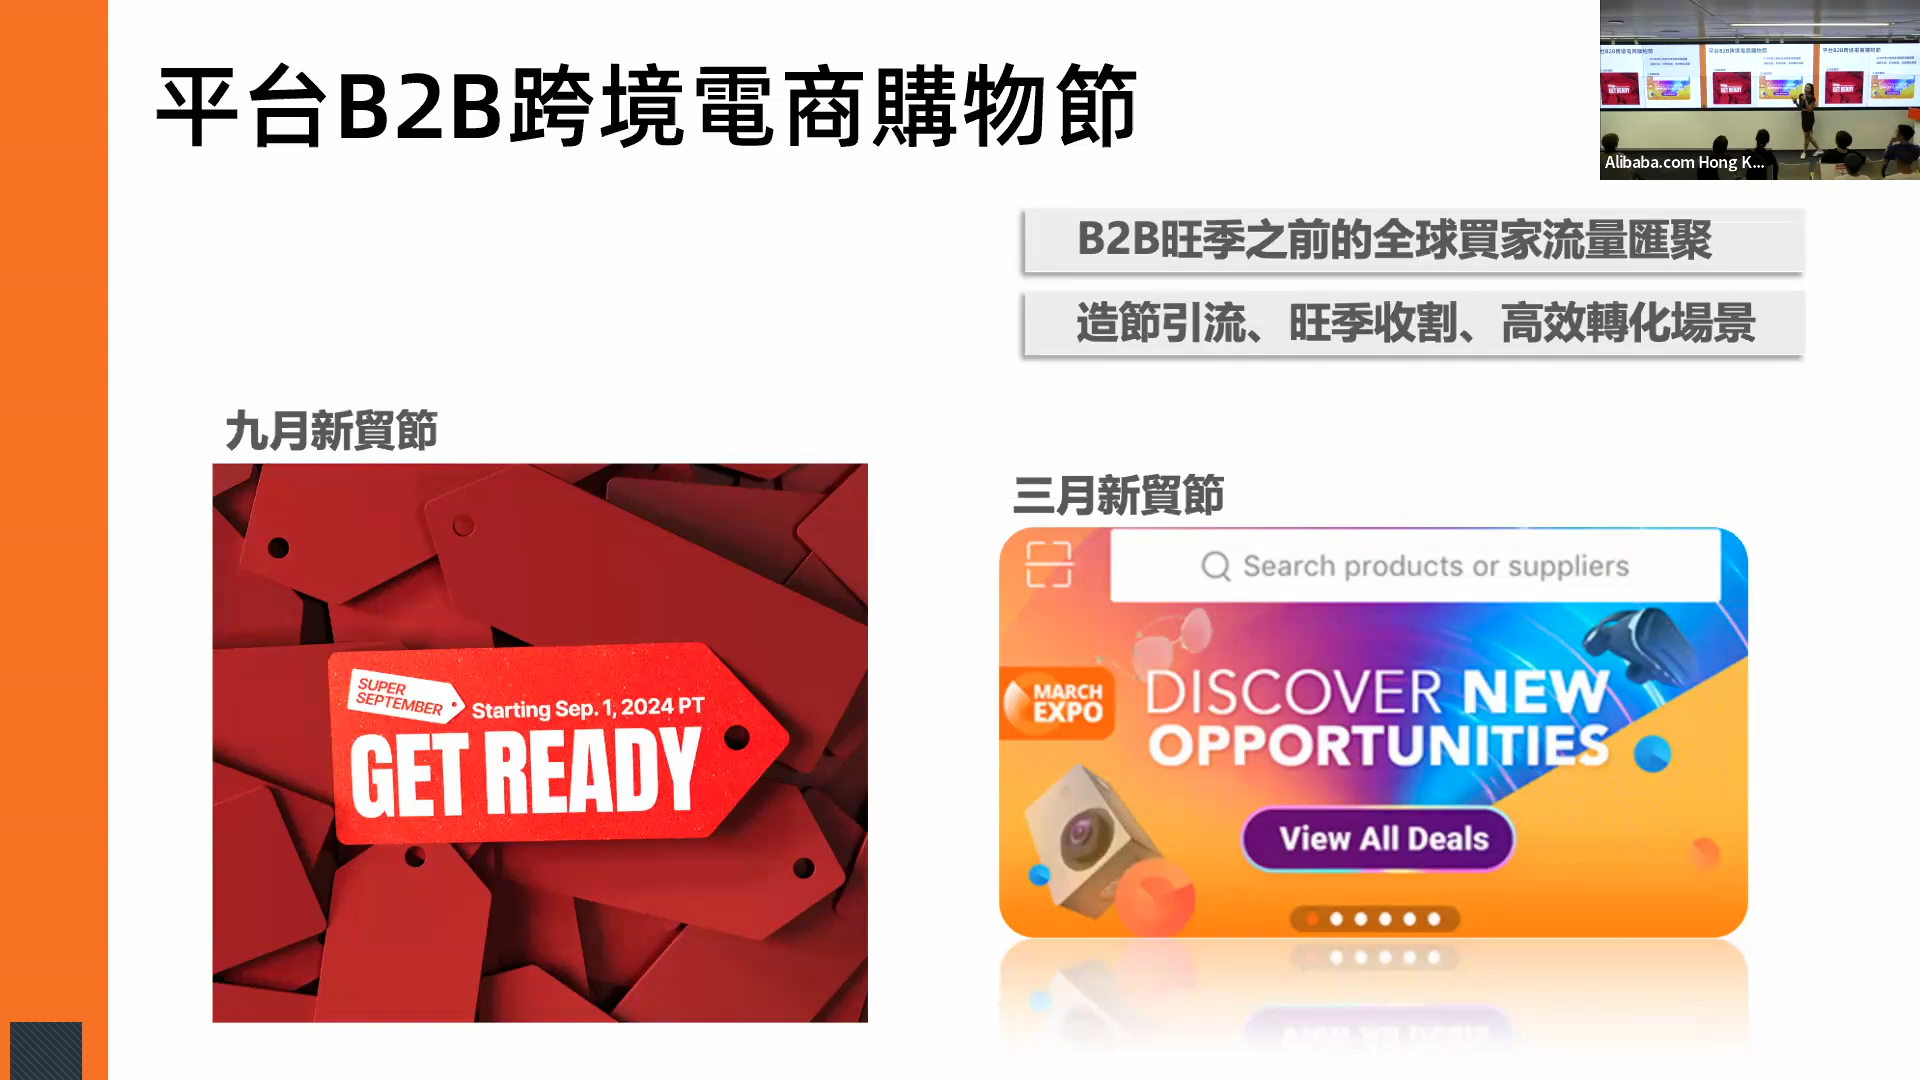 平台B2B跨境電商購物節
Alibaba.com Hong K...
B2B旺季之前的全球買家流量匯聚
造節引流、旺季收割、高效轉化場景
九月新貿節
SUPER
SEPTEMBER
Starting Sep. 1, 2024 PT
GET READY
三月新貿節
Search products or suppliers
MARCH
EXPO
DISCOVER NEW
OPPORTUNITIES
View All Deals